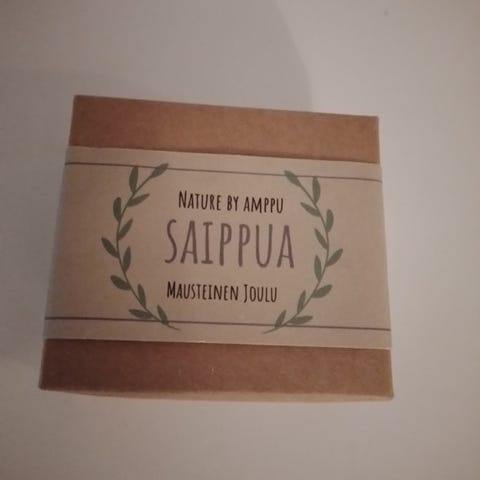 Nature by amppu
SAIPPUA
Mausteinen Joulu